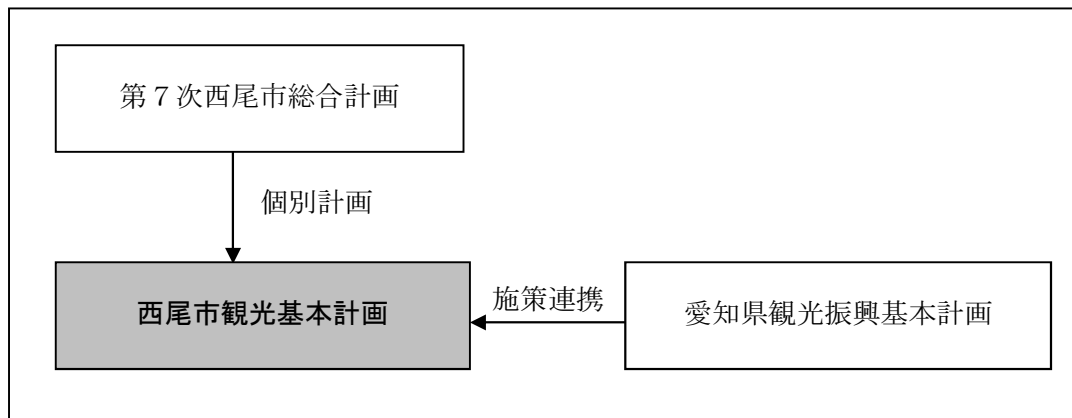 第７次西尾市総合計画
個別計画
西尾市観光基本計画
施策連携
愛知県観光振興基本計画